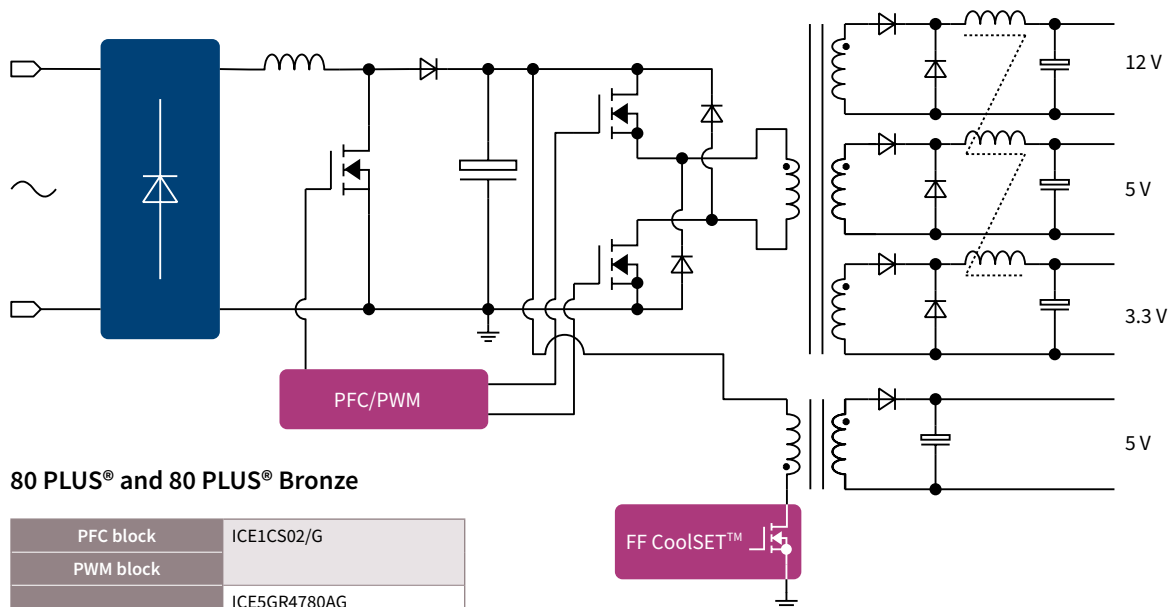 12 V
5 V
3.3 V
PFC/PWM
5 V
80 PLUS® and 80 PLUS® Bronze
FF CoolSET™
PFC block
ICE1CS02/G
PWM block
ICE5GR4780AG